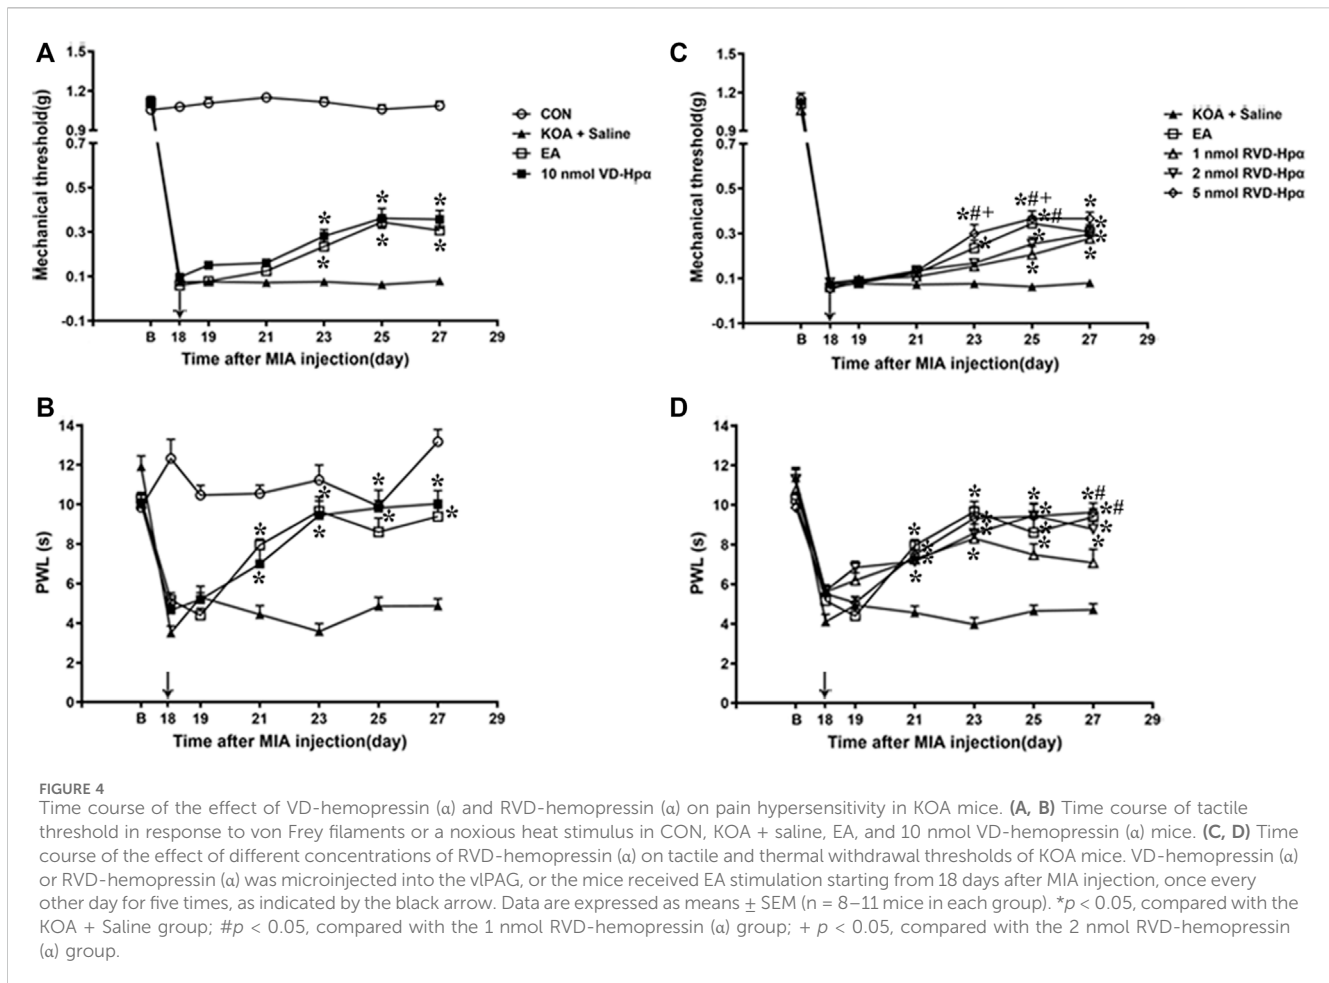 A
1.5
1.2
0.9
0.7
0.5
0.3
0.1
-0.1
Mechanical threshold(g)
B 18 19 21 23 25 27 29
Time after MIA injection(day)
* * *
* * *
CON
KOA + Saline
EA
10 nmol VD-Hpα
C
1.5
1.2
0.9
0.7
0.5
0.3
0.1
-0.1
Mechanical threshold(g)
B 18 19 21 23 25 27 29
Time after MIA injection(day)
*#+ *#+ *
*# *
* * *
* *
KOA + Saline
EA
1 nmol RVD-Hpα
2 nmol RVD-Hpα
5 nmol RVD-Hpα
B
14
12
10
8
6
4
2
0
PWL (s)
B 18 19 21 23 25 27 29
Time after MIA injection(day)
* * * *
* * * *
D
14
12
10
8
6
4
2
0
PWL (s)
B 18 19 21 23 25 27 29
Time after MIA injection(day)
* * * *#
* * * *#
* * * *
* * * *
FIGURE 4
Time course of the effect of VD-hemopressin (α) and RVD-hemopressin (α) on pain hypersensitivity in KOA mice. (A, B) Time course of tactile
threshold in response to von Frey filaments or a noxious heat stimulus in CON, KOA + saline, EA, and 10 nmol VD-hemopressin (α) mice. (C, D) Time
course of the effect of different concentrations of RVD-hemopressin (α) on tactile and thermal withdrawal thresholds of KOA mice. VD-hemopressin (α)
or RVD-hemopressin (α) was microinjected into the vlPAG, or the mice received EA stimulation starting from 18 days after MIA injection, once every
other day for five times, as indicated by the black arrow. Data are expressed as means ± SEM (n = 8–11 mice in each group). *p < 0.05, compared with the
KOA + Saline group; #p < 0.05, compared with the 1 nmol RVD-hemopressin (α) group; + p < 0.05, compared with the 2 nmol RVD-hemopressin
(α) group.